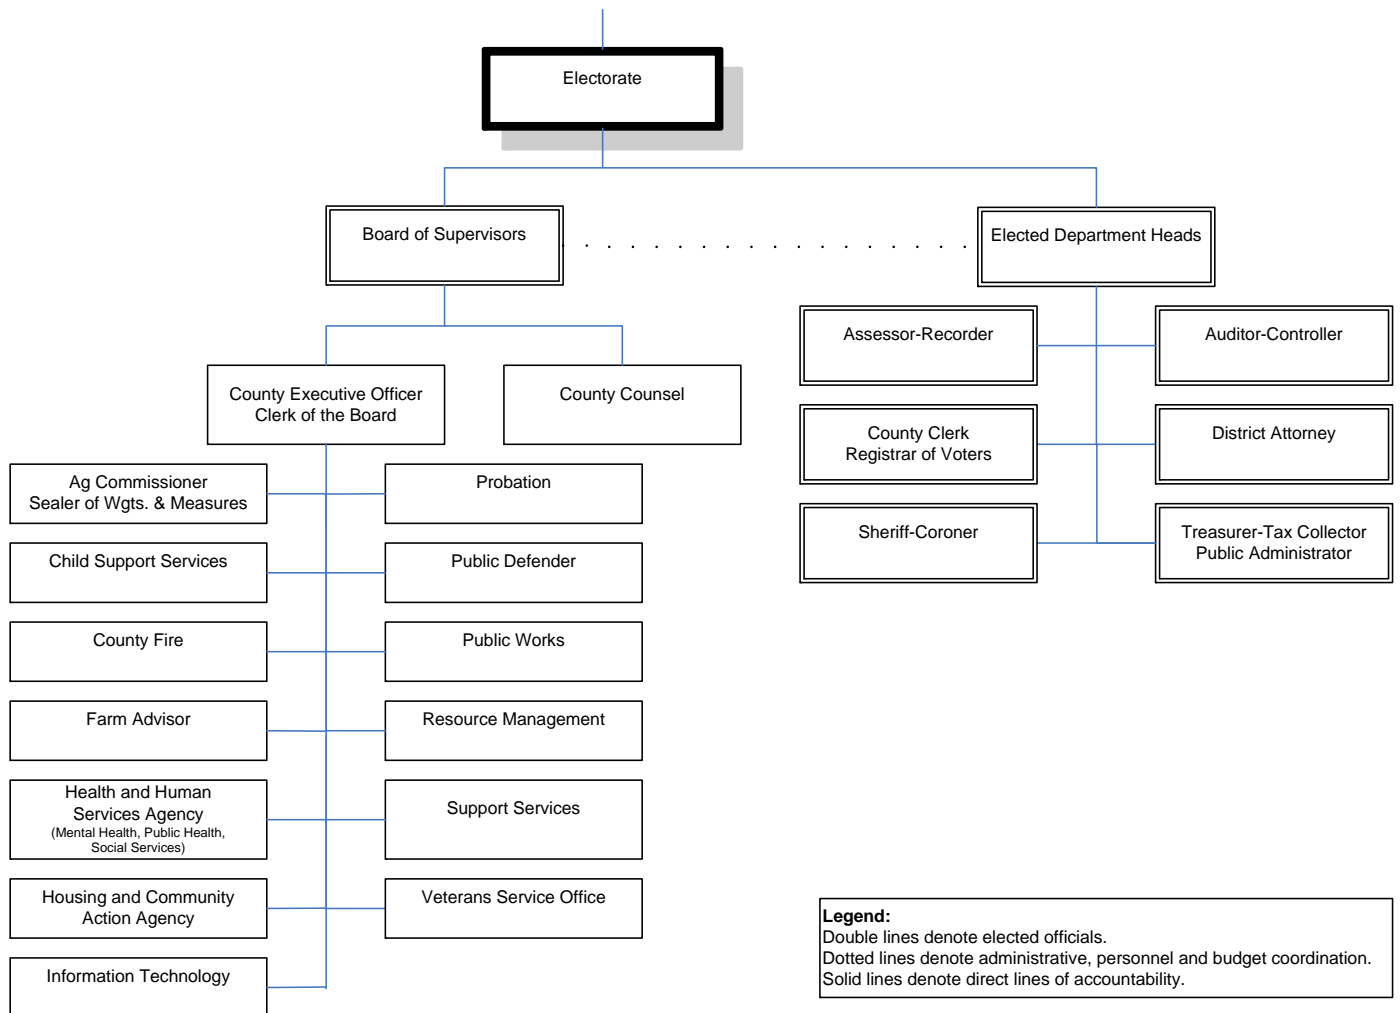 Electorate
Board of Supervisors
Elected Department Heads
Assessor-Recorder
Auditor-Controller
County Executive Officer
Clerk of the Board
County Counsel
County Clerk
Registrar of Voters
District Attorney
Ag Commissioner
Sealer of Wgts. & Measures
Probation
Sheriff-Coroner
Treasurer-Tax Collector
Public Administrator
Child Support Services
Public Defender
County Fire
Public Works
Farm Advisor
Resource Management
Health and Human
Services Agency
(Mental Health, Public Health,
Social Services)
Support Services
Housing and Community
Action Agency
Veterans Service Office
Information Technology
Legend:
Double lines denote elected officials.
Dotted lines denote administrative, personnel and budget coordination.
Solid lines denote direct lines of accountability.